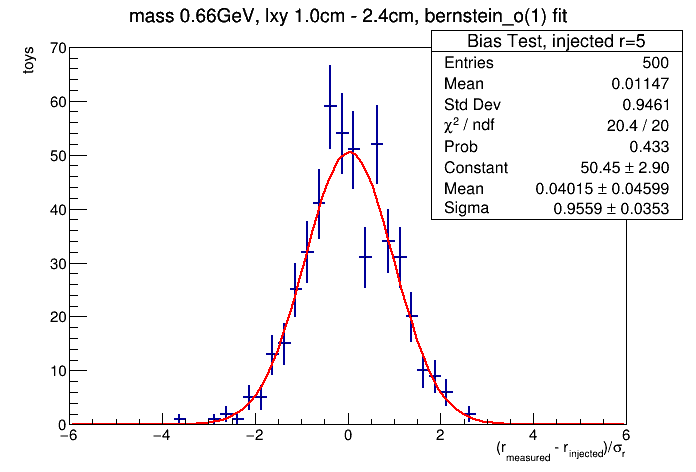 mass 0.66GeV, lxy 1.0cm - 2.4cm, bernstein_o(1) fit
Bias Test, injected r=5
Entries 500
Mean 0.01147
Std Dev 0.9461
χ² / ndf 20.4 / 20
Prob 0.433
Constant 50.45 ± 2.90
Mean 0.04015 ± 0.04599
Sigma 0.9559 ± 0.0353
toys
70
60
50
40
30
20
10
0
−6 −4 −2 0 2 4 6
(r_measured - r_injected)/σ_r